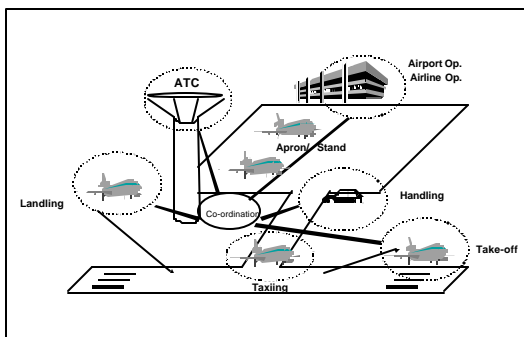 Airport Op.
Airline Op.
ATC
Apron/ Stand
Landling
Co-ordination
Handling
Take-off
Taxiing